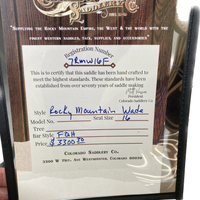 SADDLERY
"Supplying the Rocky Mountain Empire, the West & the world with the
finest western saddles, tack, supplies, and accessories"
Registration Number
7RMW16F
This is to certify that this saddle has been hand crafted to
meet the highest standards. These standards have been
established from over seventy years of saddle making
President
Colorado Saddlery Co.
Style Rocky Mountain Wade
Model No. Seat Size 16
Tree
Bar Style FQH
Price $3300.00
Colorado Saddlery Co.
Westminster, Colorado